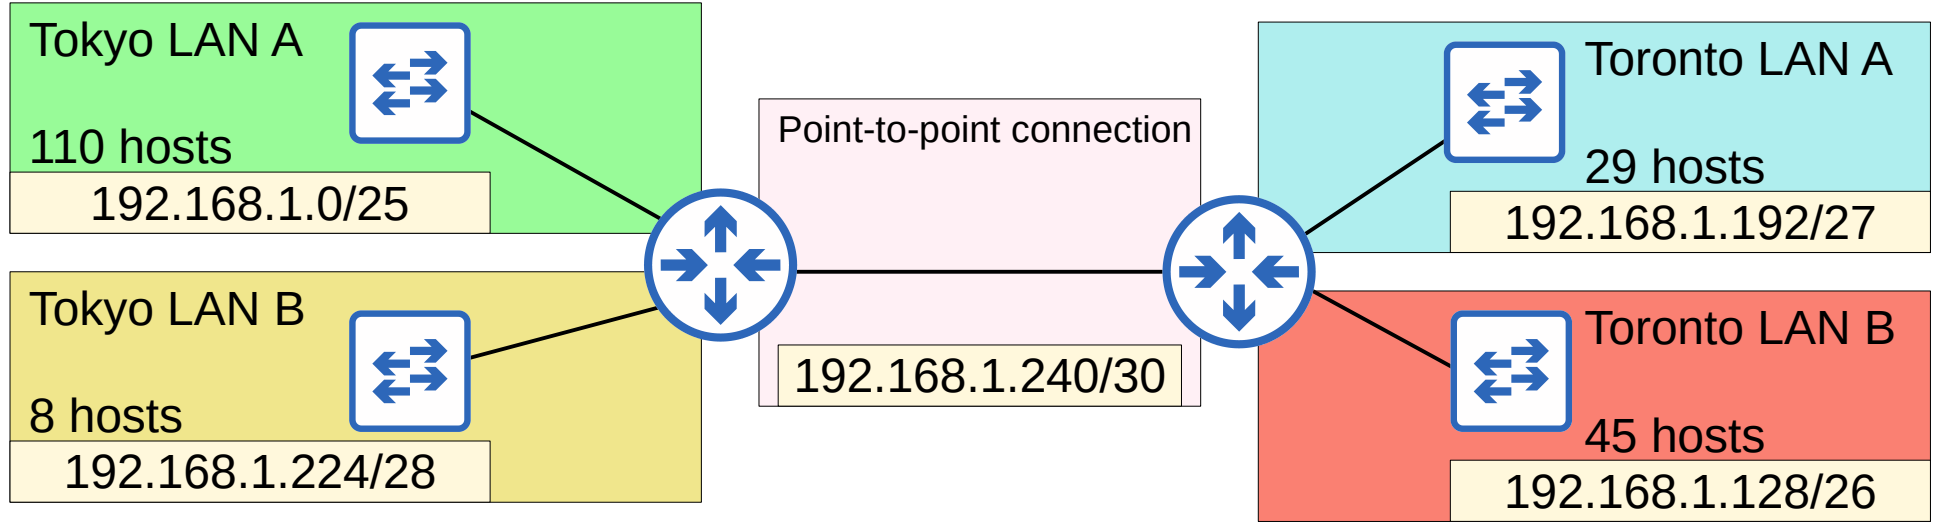 Tokyo LAN A
110 hosts
192.168.1.0/25
Tokyo LAN B
8 hosts
192.168.1.224/28
Point-to-point connection
192.168.1.240/30
Toronto LAN A
29 hosts
192.168.1.192/27
Toronto LAN B
45 hosts
192.168.1.128/26